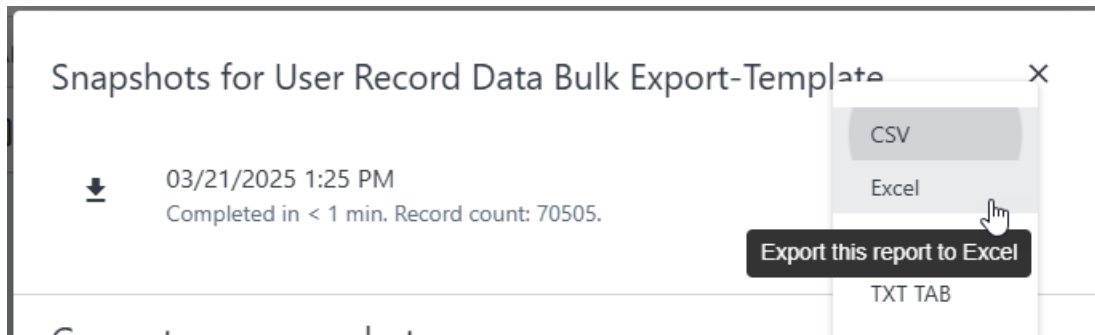 Snapshots for User Record Data Bulk Export-Template
CSV
03/21/2025 1:25 PM
Completed in < 1 min. Record count: 70505.
Excel
Export this report to Excel
TXT TAB